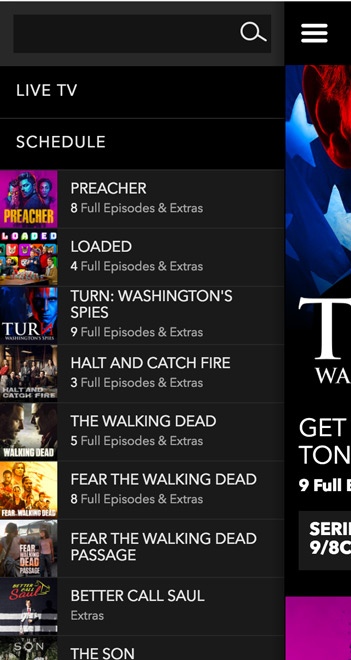 LIVE TV
SCHEDULE
PREACHER
PREACHER
8 Full Episodes & Extras
LOADED
LOADED
4 Full Episodes & Extras
TURN: WASHINGTON'S
SPIES
TUR
WASHINGTON'S SPIES
9 Full Episodes & Extras
HALT AND CATCH FIRE
HALT AND
CATCH FIRE
3 Full Episodes & Extras
THE WALKING DEAD
WALKING DEAD
5 Full Episodes & Extras
FEAR THE WALKING DEAD
FEAR THE WALKING DEAD
8 Full Episodes & Extras
FEAR THE WALKING DEAD
PASSAGE
FEAR
THE WALKING
DEAD
BETTER CALL SAUL
BETTER
CALL
Saul
Extras
THE SON
THE
SON
T
WA
GET
TON
9 Full E
SERI
9/8C